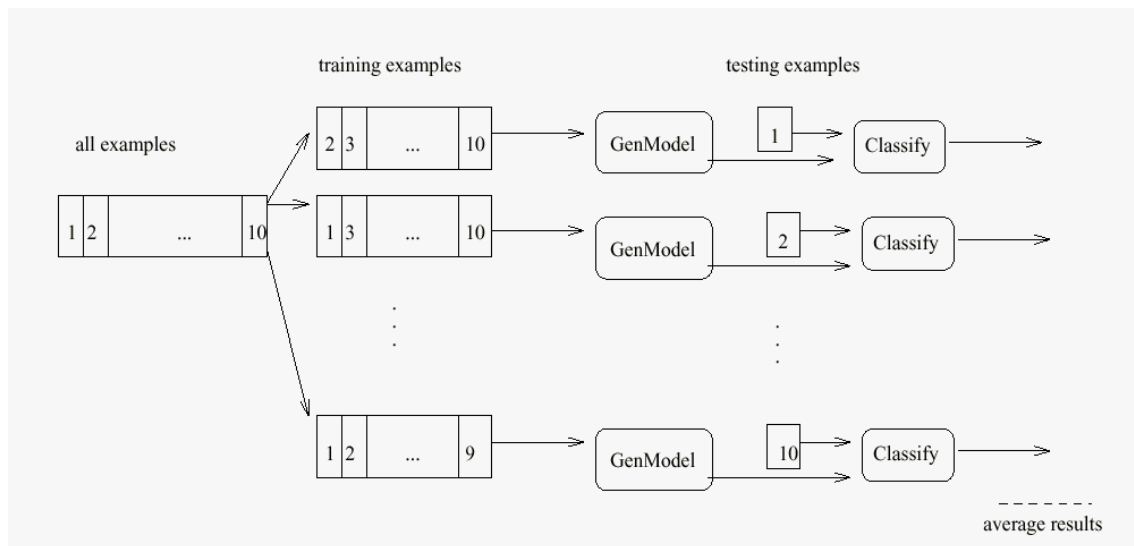 training examples
testing examples
all examples
2 3 ... 10
GenModel
1
Classify
1 2 ... 10
1 3 ... 10
GenModel
2
Classify
.
.
.
.
.
.
1 2 ... 9
GenModel
10
Classify
average results